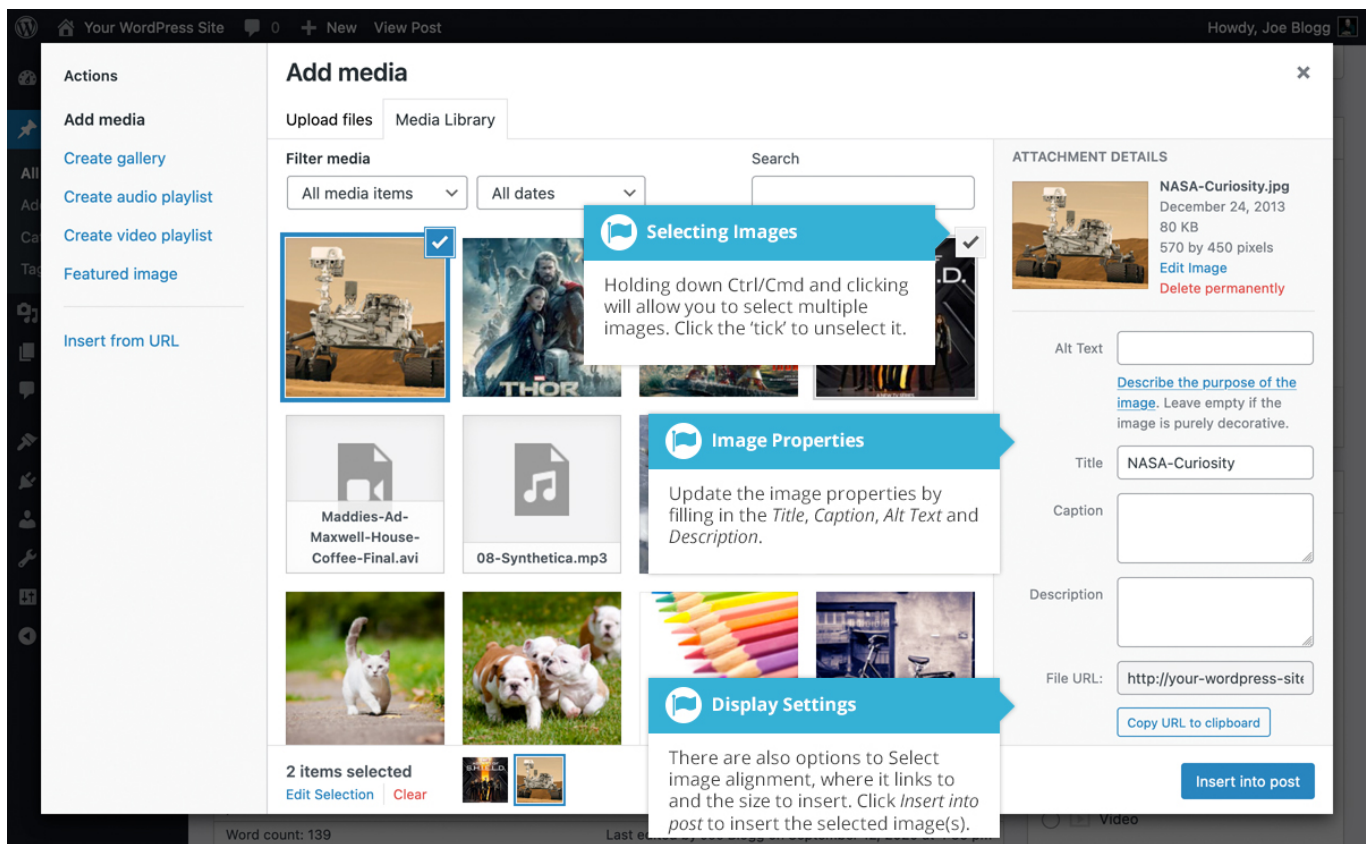 Your WordPress Site 0 New View Post
Howdy, Joe Blogg
Actions
Add media
Create gallery
Create audio playlist
Create video playlist
Featured image
Insert from URL
All
Tag
Add media
Upload files Media Library
Filter media
Search
All media items
All dates
Selecting Images
Holding down Ctrl/Cmd and clicking
will allow you to select multiple
images. Click the ‘tick’ to unselect it.
THOR
Maddies-Ad-
Maxwell-House-
Coffee-Final.avi
08-Synthetica.mp3
Image Properties
Update the image properties by
filling in the Title, Caption, Alt Text and
Description.
Display Settings
There are also options to Select
image alignment, where it links to
and the size to insert. Click Insert into
post to insert the selected image(s).
2 items selected
Edit Selection Clear
S.H.I.E.L.D.
ATTACHMENT DETAILS
NASA-Curiosity.jpg
December 24, 2013
80 KB
570 by 450 pixels
Edit Image
Delete permanently
Alt Text
Describe the purpose of the
image. Leave empty if the
image is purely decorative.
Title
NASA-Curiosity
Caption
Description
File URL:
http://your-wordpress-site
Copy URL to clipboard
Insert into post
Word count: 139
Last
Video